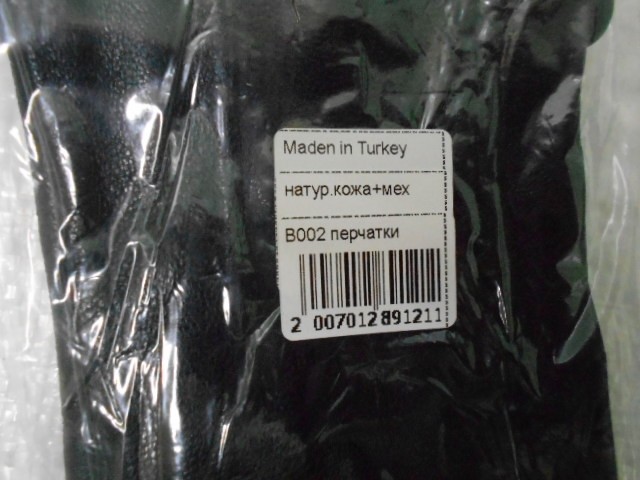 Maden in Turkey
натур.кожа+мех
B002 перчатки
2 007012 891211